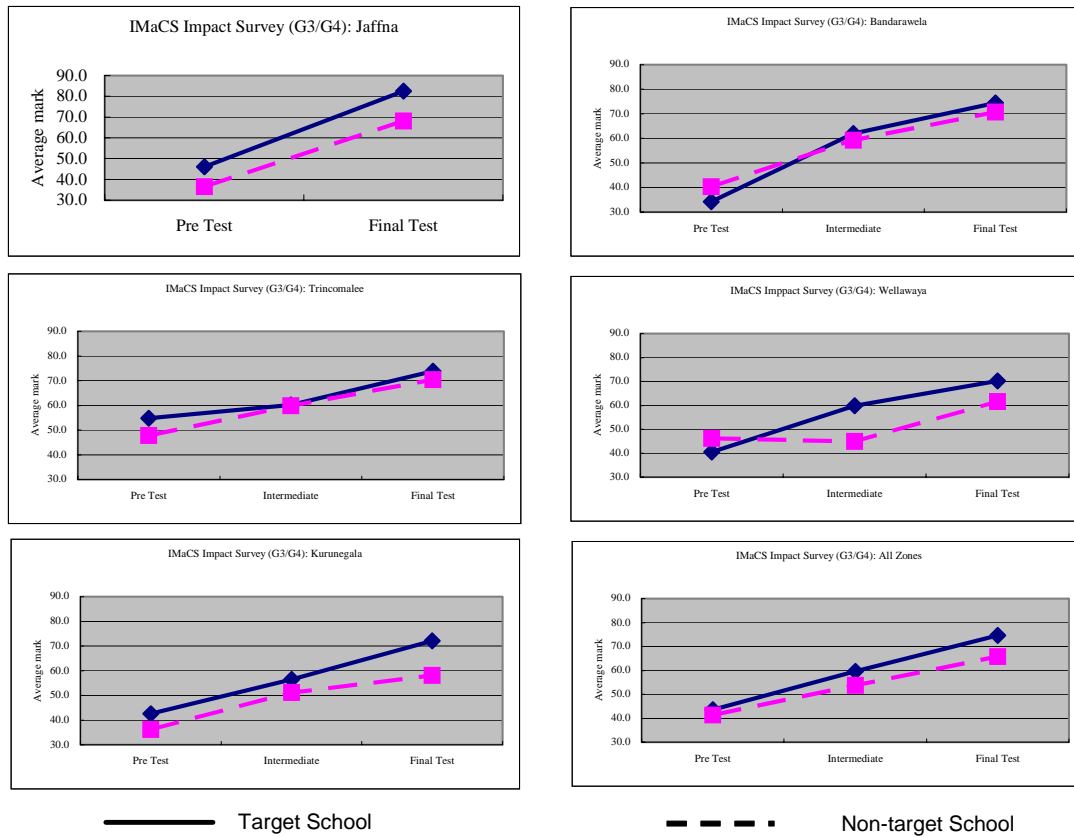 IMaCS Impact Survey (G3/G4): Jaffna
Average mark
90.0
80.0
70.0
60.0
50.0
40.0
30.0
Pre Test Final Test
IMaCS Impact Survey (G3/G4): Bandarawela
Average mark
90.0
80.0
70.0
60.0
50.0
40.0
30.0
Pre Test Intermediate Final Test
IMaCS Impact Survey (G3/G4): Trincomalee
Average mark
90.0
80.0
70.0
60.0
50.0
40.0
30.0
Pre Test Intermediate Final Test
IMaCS Imppact Survey (G3/G4): Wellawaya
Average mark
90.0
80.0
70.0
60.0
50.0
40.0
30.0
Pre Test Intermediate Final Test
IMaCS Impact Survey (G3/G4): Kurunegala
Average mark
90.0
80.0
70.0
60.0
50.0
40.0
30.0
Pre Test Intermediate Final Test
IMaCS Impact Survey (G3/G4): All Zones
Average mark
90.0
80.0
70.0
60.0
50.0
40.0
30.0
Pre Test Intermediate Final Test
Target School
Non-target School